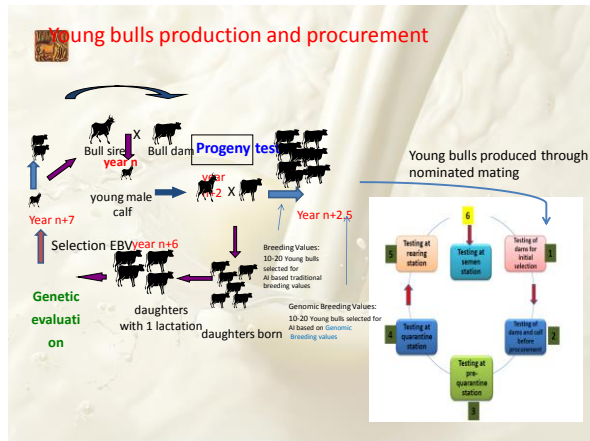 Young bulls production and procurement
Bull sire
X
Bull dam
year n
Progeny test
young male
calf
year
n+2
X
Year n+2,5
Year n+7
Selection EBV
year n+6
Genetic
evaluati
on
daughters
with 1 lactation
daughters born
Breeding Values:
10-20 Young bulls
selected for
AI based traditional
breeding values
Genomic Breeding Values:
10-20 Young bulls selected for
AI based on Genomic
Breeding values
Young bulls produced through
nominated mating
6
Testing at
semen
station
Testing of
dams for
initial
selection
1
Testing of
dams and calf
before
procurement
2
Testing at
pre-
quarantine
station
3
Testing at
quarantine
station
4
Testing at
rearing
station
5